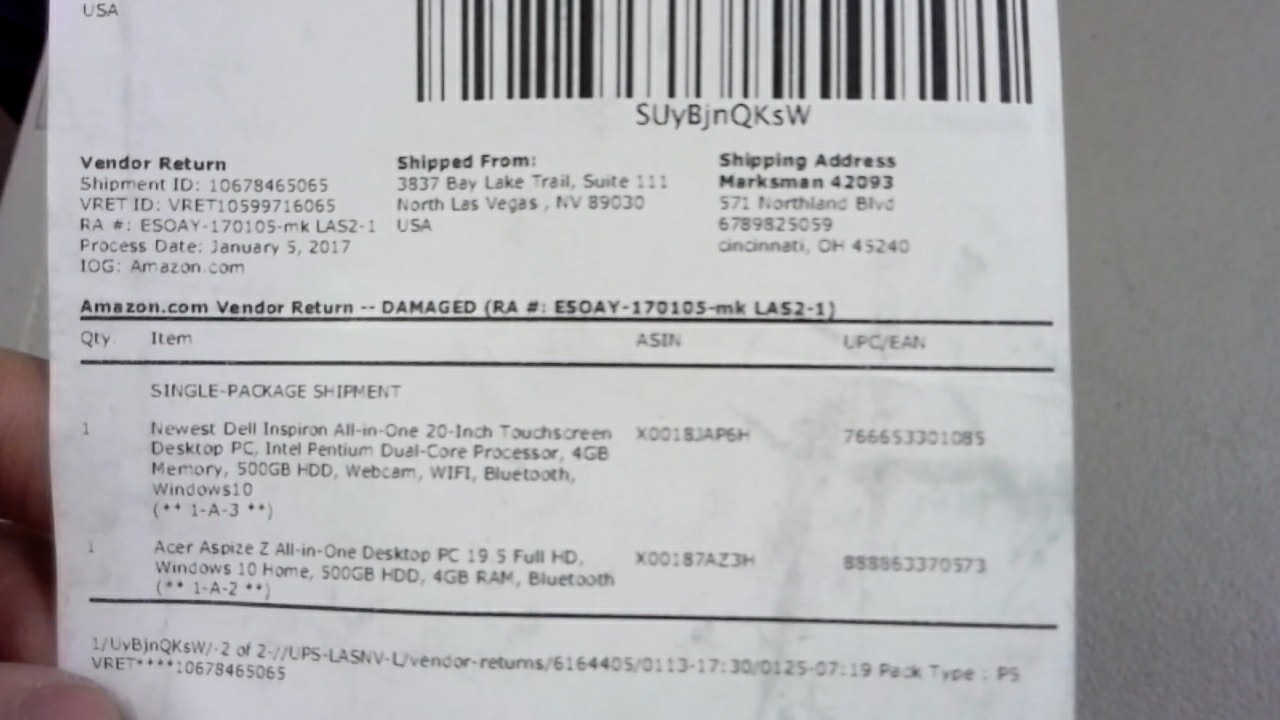 USA
SUyBjnQKsW
Vendor Return
Shipment ID: 10678465065
VRET ID: VRET10599716065
RA #: ESOAY-170105-mk LAS2-1
Process Date: January 5, 2017
IOG: Amazon.com
Shipped From:
3837 Bay Lake Trail, Suite 111
North Las Vegas , NV 89030
USA
Shipping Address
Marksman 42093
571 Northland Blvd
6789825059
cincinnati, OH 45240
Amazon.com Vendor Return -- DAMAGED (RA #: ESOAY-170105-mk LAS2-1)
Qty Item ASIN UPC/EAN
SINGLE-PACKAGE SHIPMENT
1 Newest Dell Inspiron All-in-One 20-Inch Touchscreen X0018JAP6H 766653301085
Desktop PC, Intel Pentium Dual-Core Processor, 4GB
Memory, 500GB HDD, Webcam, WIFI, Bluetooth,
Windows10
(** 1-A-3 **)
1 Acer Aspize Z All-in-One Desktop PC 19.5 Full HD, X00187AZ3H 888863370573
Windows 10 Home, 500GB HDD, 4GB RAM, Bluetooth
(** 1-A-2 **)
1/UyBjnQKsW/-2 of 2-//UPS-LASNV-L/vendor-returns/6164405/0113-17:30/0125-07:19 Pack Type : PS
VRET****10678465065